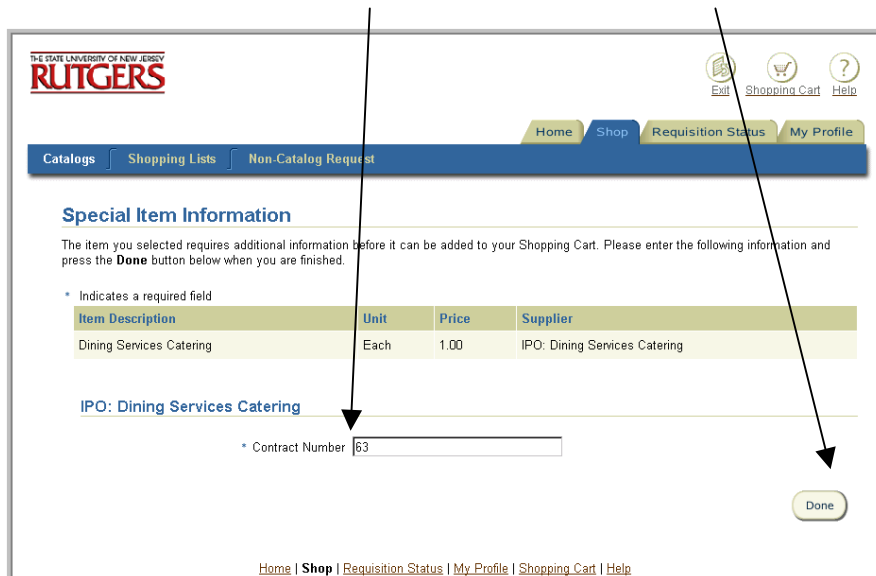 THE STATE UNIVERSITY OF NEW JERSEY
RUTGERS
Exit Shopping Cart Help
Home Shop Requisition Status My Profile
Catalogs Shopping Lists Non-Catalog Request
Special Item Information
The item you selected requires additional information before it can be added to your Shopping Cart. Please enter the following information and
press the Done button below when you are finished.
* Indicates a required field
Item Description Unit Price Supplier
Dining Services Catering Each 1.00 IPO: Dining Services Catering
IPO: Dining Services Catering
* Contract Number 63
Done
Home | Shop | Requisition Status | My Profile | Shopping Cart | Help